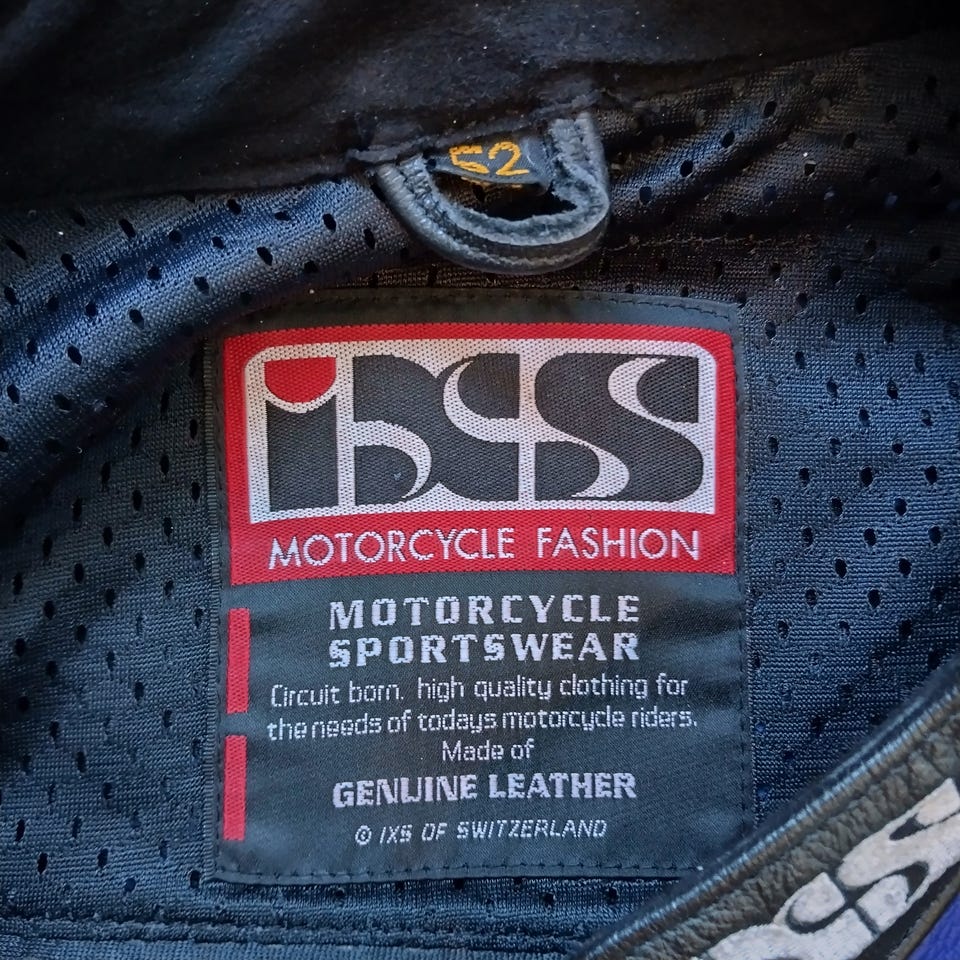 52
iXS
MOTORCYCLE FASHION
MOTORCYCLE
SPORTSWEAR
Circuit born. high quality clothing for
the needs of todays motorcycle riders.
Made of
GENUINE LEATHER
© IXS OF SWITZERLAND
iXS